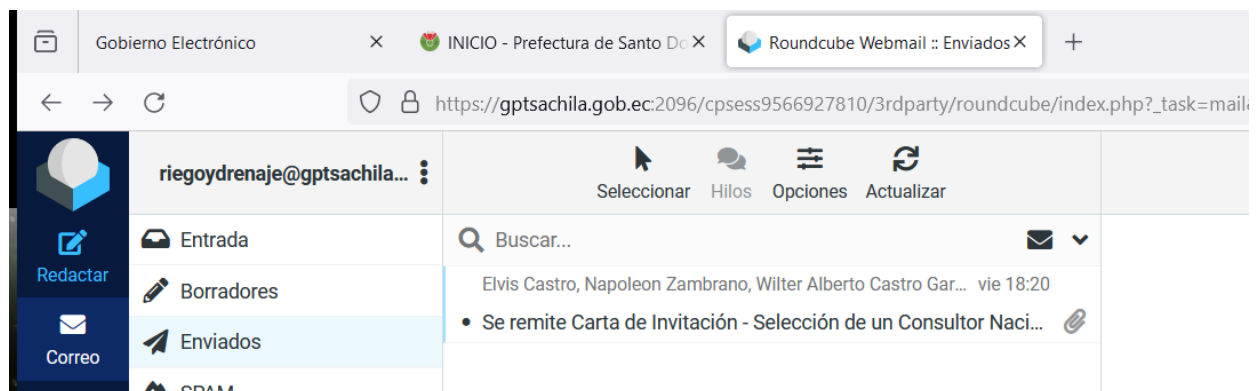 Gobierno Electrónico
INICIO - Prefectura de Santo Do
Roundcube Webmail :: Enviados
https://gptsachila.gob.ec:2096/cpsess9566927810/3rdparty/roundcube/index.php?_task=mail&
riegoydrenaje@gptsachila...
Seleccionar Hilos Opciones Actualizar
Redactar
Correo
Entrada
Borradores
Enviados
SPAM
Buscar...
Elvis Castro, Napoleon Zambrano, Wilter Alberto Castro Gar... vie 18:20
• Se remite Carta de Invitación - Selección de un Consultor Naci...